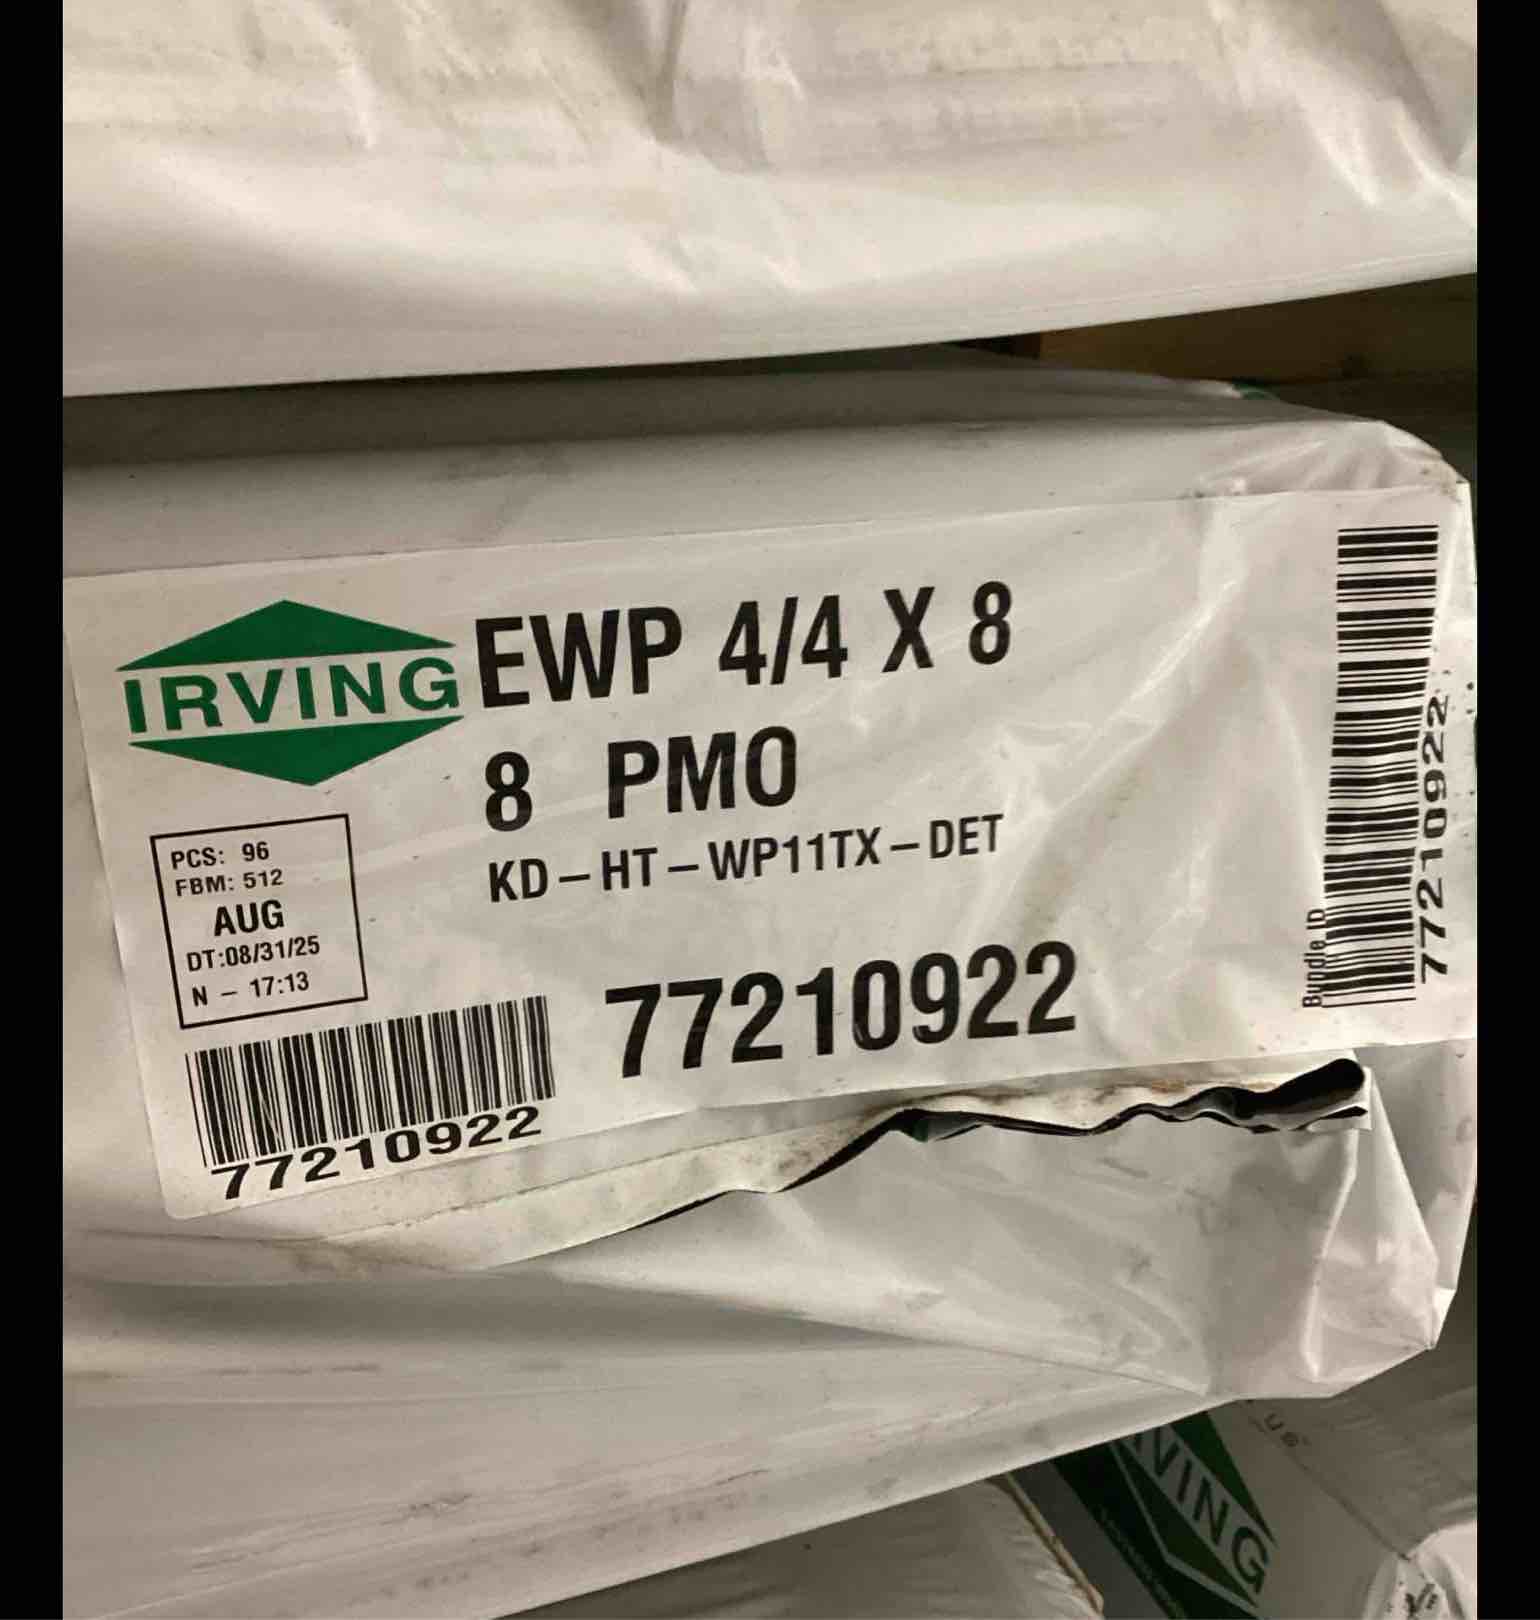 IRVING
EWP 4/4 X 8
8 PMO
KD-HT-WP11TX-DET
PCS: 96
FBM: 512
AUG
DT:08/31/25
N - 17:13
77210922
77210922
Bundle ID
77210922
VING